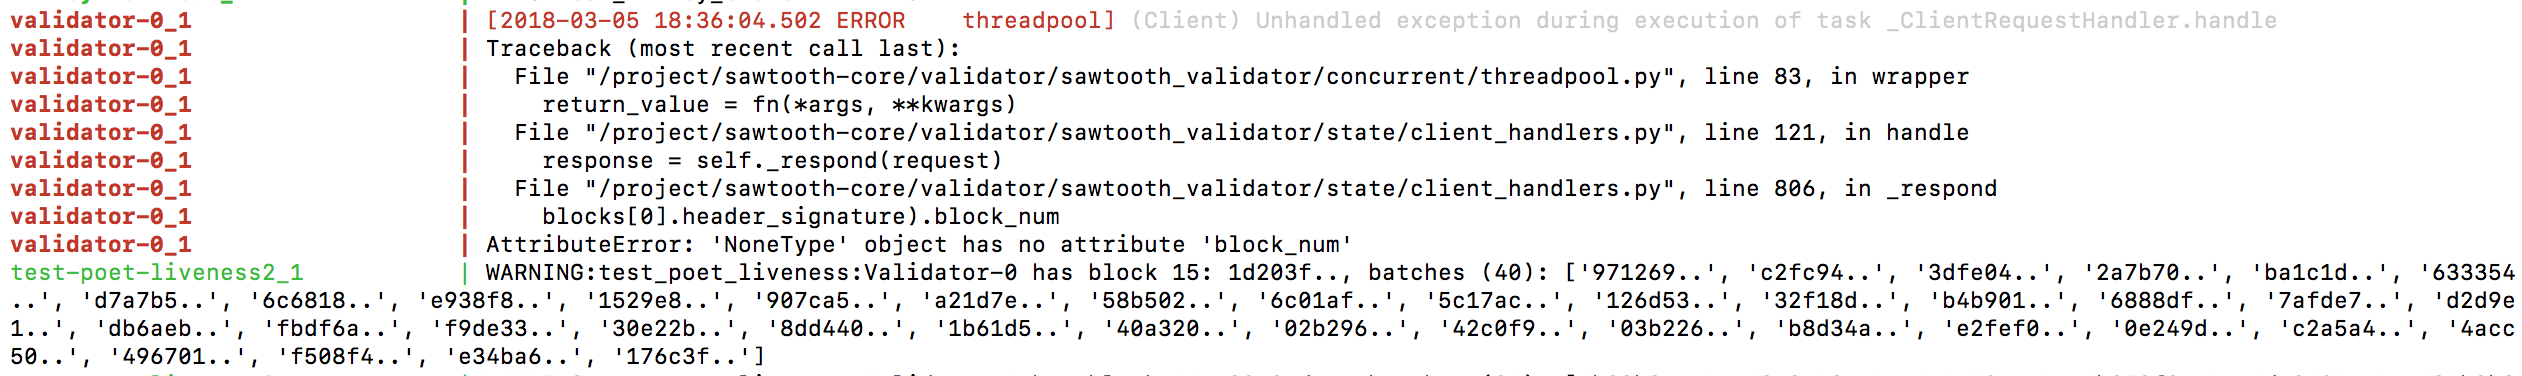 validator-0_1 | [2018-03-05 18:36:04.502 ERROR    threadpool] (Client) Unhandled exception during execution of task _ClientRequestHandler.handle
validator-0_1 | Traceback (most recent call last):
validator-0_1 |   File "/project/sawtooth-core/validator/sawtooth_validator/concurrent/threadpool.py", line 83, in wrapper
validator-0_1 |     return_value = fn(*args, **kwargs)
validator-0_1 |   File "/project/sawtooth-core/validator/sawtooth_validator/state/client_handlers.py", line 121, in handle
validator-0_1 |     response = self._respond(request)
validator-0_1 |   File "/project/sawtooth-core/validator/sawtooth_validator/state/client_handlers.py", line 806, in _respond
validator-0_1 |     blocks[0].header_signature).block_num
validator-0_1 | AttributeError: 'NoneType' object has no attribute 'block_num'
test-poet-liveness2_1 | WARNING:test_poet_liveness:Validator-0 has block 15: 1d203f.., batches (40): ['971269..', 'c2fc94..', '3dfe04..', '2a7b70..', 'ba1c1d..', '633354
..', 'd7a7b5..', '6c6818..', 'e938f8..', '1529e8..', '907ca5..', 'a21d7e..', '58b502..', '6c01af..', '5c17ac..', '126d53..', '32f18d..', 'b4b901..', '6888df..', '7afde7..', 'd2d9e
1..', 'db6aeb..', 'fbdf6a..', 'f9de33..', '30e22b..', '8dd440..', '1b61d5..', '40a320..', '02b296..', '42c0f9..', '03b226..', 'b8d34a..', 'e2fef0..', '0e249d..', 'c2a5a4..', '4acc
50..', '496701..', 'f508f4..', 'e34ba6..', '176c3f..']